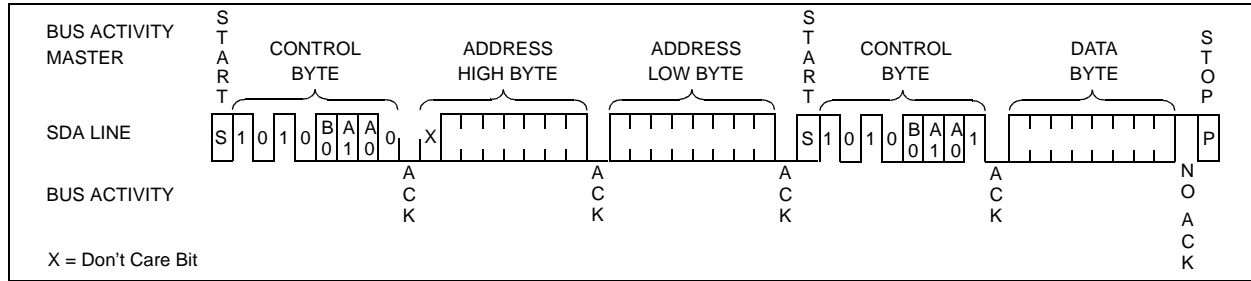 BUS ACTIVITY
MASTER
START
CONTROL
BYTE
ADDRESS
HIGH BYTE
ADDRESS
LOW BYTE
START
CONTROL
BYTE
DATA
BYTE
STOP
SDA LINE
S 1 0 1 0 B0 A1 A0 0 X S 1 0 1 0 B0 A1 A0 1 P
BUS ACTIVITY
ACK
ACK
ACK
ACK
NO ACK
X = Don't Care Bit